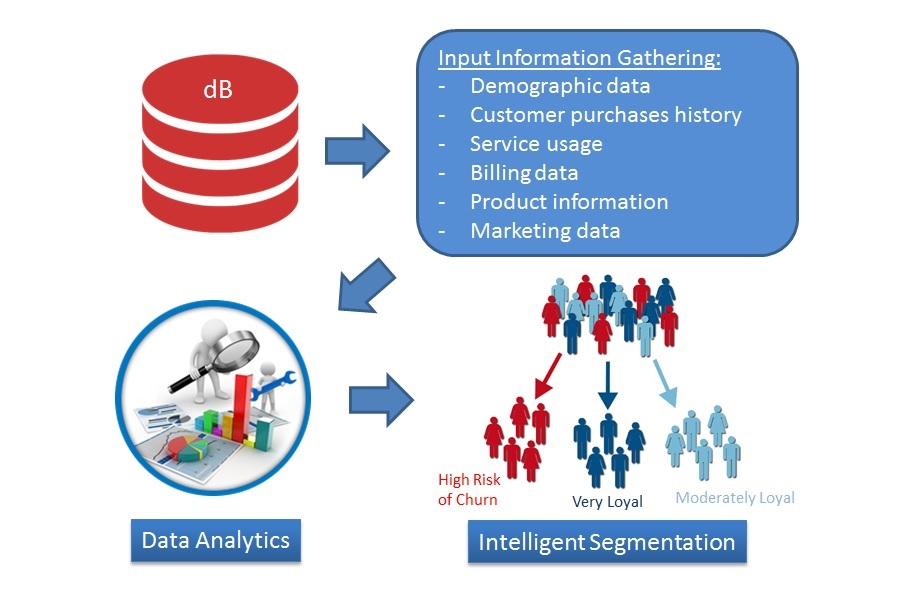 dB
Input Information Gathering:
- Demographic data
- Customer purchases history
- Service usage
- Billing data
- Product information
- Marketing data
High Risk
of Churn
Very Loyal
Moderately Loyal
Data Analytics
Intelligent Segmentation